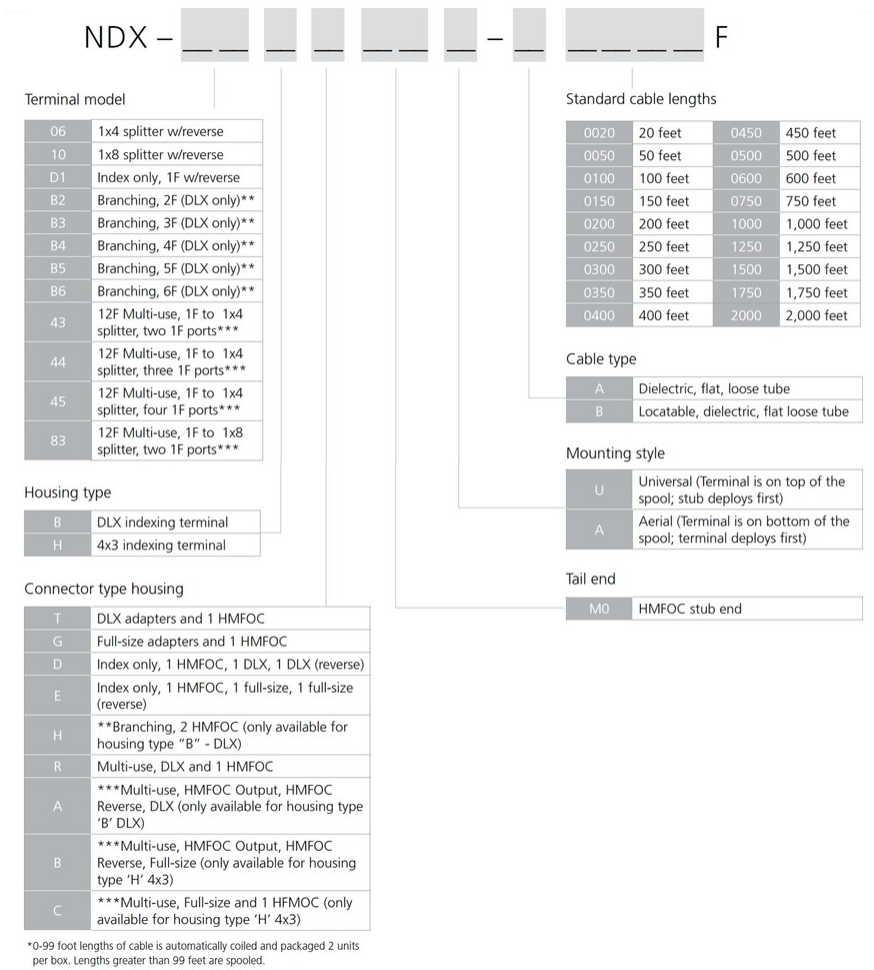 NDX – __ __ __ __ __ __ __ – __ __ __ __ __ F
Terminal model
06 1x4 splitter w/reverse
10 1x8 splitter w/reverse
D1 Index only, 1F w/reverse
B2 Branching, 2F (DLX only)**
B3 Branching, 3F (DLX only)**
B4 Branching, 4F (DLX only)**
B5 Branching, 5F (DLX only)**
B6 Branching, 6F (DLX only)**
43 12F Multi-use, 1F to 1x4
splitter, two 1F ports***
44 12F Multi-use, 1F to 1x4
splitter, three 1F ports***
45 12F Multi-use, 1F to 1x4
splitter, four 1F ports***
83 12F Multi-use, 1F to 1x8
splitter, two 1F ports***
Housing type
B DLX indexing terminal
H 4x3 indexing terminal
Connector type housing
T DLX adapters and 1 HMFOC
G Full-size adapters and 1 HMFOC
D Index only, 1 HMFOC, 1 DLX, 1 DLX (reverse)
E Index only, 1 HMFOC, 1 full-size, 1 full-size
(reverse)
H **Branching, 2 HMFOC (only available for
housing type “B” - DLX)
R Multi-use, DLX and 1 HMFOC
A ***Multi-use, HMFOC Output, HMFOC
Reverse, DLX (only available for housing type
‘B’ DLX)
B ***Multi-use, HMFOC Output, HMFOC
Reverse, Full-size (only available for housing
type ‘H’ 4x3)
C ***Multi-use, Full-size and 1 HFMOC (only
available for housing type ‘H’ 4x3)
*0-99 foot lengths of cable is automatically coiled and packaged 2 units
per box. Lengths greater than 99 feet are spooled.
Standard cable lengths
0020 20 feet 0450 450 feet
0050 50 feet 0500 500 feet
0100 100 feet 0600 600 feet
0150 150 feet 0750 750 feet
0200 200 feet 1000 1,000 feet
0250 250 feet 1250 1,250 feet
0300 300 feet 1500 1,500 feet
0350 350 feet 1750 1,750 feet
0400 400 feet 2000 2,000 feet
Cable type
A Dielectric, flat, loose tube
B Locatable, dielectric, flat loose tube
Mounting style
U Universal (Terminal is on top of the
spool; stub deploys first)
A Aerial (Terminal is on bottom of the
spool; terminal deploys first)
Tail end
M0 HMFOC stub end